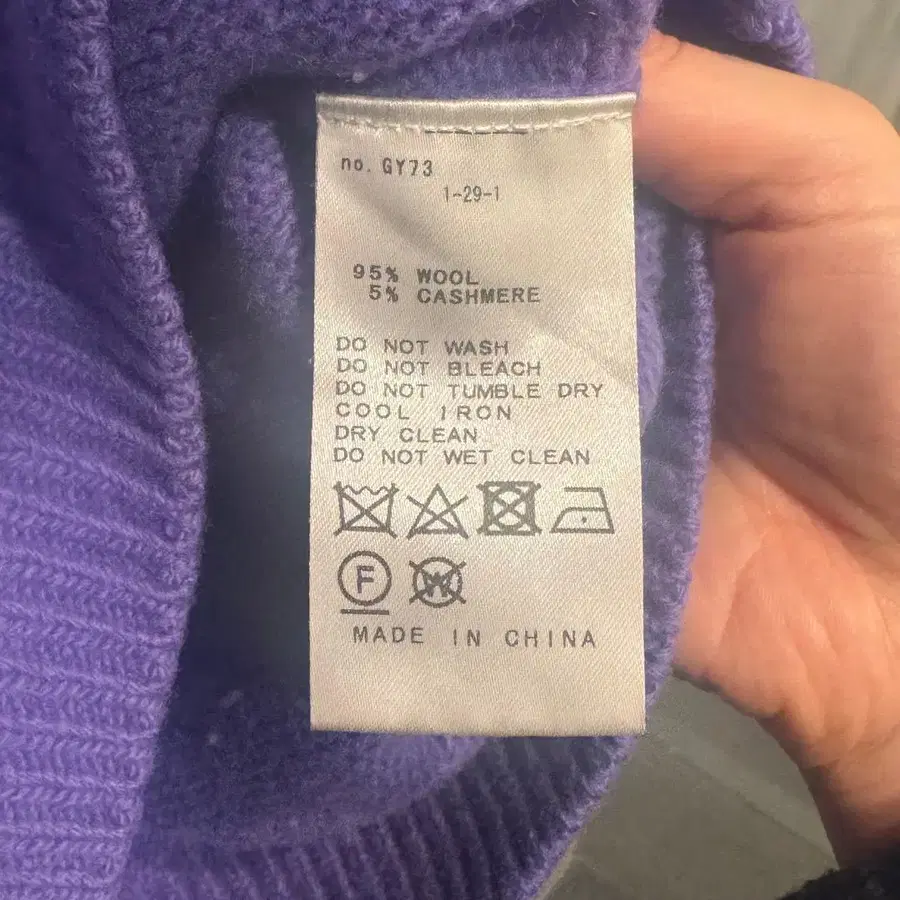 no. GY73
1-29-1
95% WOOL
5% CASHMERE
DO NOT WASH
DO NOT BLEACH
DO NOT TUMBLE DRY
COOL IRON
DRY CLEAN
DO NOT WET CLEAN
F W
MADE IN CHINA